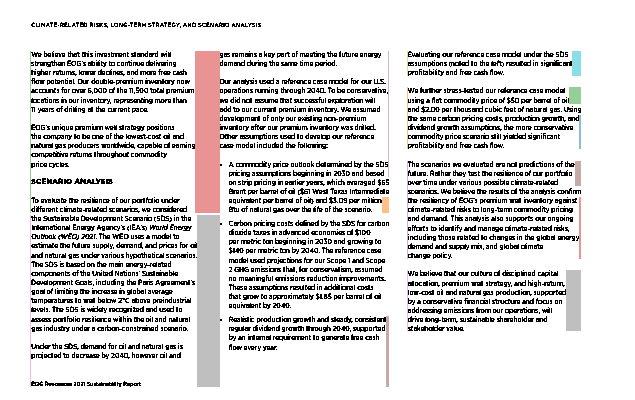 CLIMATE-RELATED RISKS, LONG-TERM STRATEGY, AND SCENARIO ANALYSIS
We believe that this investment standard will
strengthen EOG's ability to continue delivering
higher returns, lower declines, and more free cash
flow potential. Our double-premium inventory now
accounts for over 6,000 of the 11,500 total premium
locations in our inventory, representing more than
11 years of drilling at the current pace.
EOG's unique premium well strategy positions
the company to be one of the lowest-cost oil and
natural gas producers worldwide, capable of earning
competitive returns throughout commodity
price cycles.
SCENARIO ANALYSIS
To evaluate the resilience of our portfolio under
different climate-related scenarios, we considered
the Sustainable Development Scenario (SDS) in the
International Energy Agency's (IEA's) World Energy
Outlook (WEO) 2021. The WEO uses a model to
estimate the future supply, demand, and prices for oil
and natural gas under various hypothetical scenarios.
The SDS is based on the main energy-related
components of the United Nations' Sustainable
Development Goals, including the Paris Agreement's
goal of limiting the increase in global average
temperatures to well below 2°C above preindustrial
levels. The SDS is widely recognized and used to
assess portfolio resilience within the oil and natural
gas industry under a carbon-constrained scenario.
Under the SDS, demand for oil and natural gas is
projected to decrease by 2040, however oil and
gas remains a key part of meeting the future energy
demand during the same time period.
Our analysis used a reference case model for our U.S.
operations running through 2040. To be conservative,
we did not assume that successful exploration will
add to our current premium inventory. We assumed
development of only our existing non-premium
inventory after our premium inventory was drilled.
Other assumptions used to develop our reference
case model included the following:
• A commodity price outlook determined by the SDS
pricing assumptions beginning in 2030 and based
on strip pricing in earlier years, which averaged $65
Brent per barrel of oil ($61 West Texas Intermediate
equivalent per barrel of oil) and $3.09 per million
Btu of natural gas over the life of the scenario.
• Carbon pricing costs defined by the SDS for carbon
dioxide taxes in advanced economies of $100
per metric ton beginning in 2030 and growing to
$140 per metric ton by 2040. The reference case
model used projections for our Scope 1 and Scope
2 GHG emissions that, for conservatism, assumed
no meaningful emissions reduction improvements.
These assumptions resulted in additional costs
that grow to approximately $1.65 per barrel of oil
equivalent by 2040.
• Realistic production growth and steady, consistent
regular dividend growth through 2040, supported
by an internal requirement to generate free cash
flow every year.
Evaluating our reference case model under the SDS
assumptions (noted to the left) resulted in significant
profitability and free cash flow.
We further stress-tested our reference case model
using a flat commodity price of $50 per barrel of oil
and $2.00 per thousand cubic feet of natural gas. Using
the same carbon pricing costs, production growth, and
dividend growth assumptions, the more conservative
commodity price scenario still yielded significant
profitability and free cash flow.
The scenarios we evaluated are not predictions of the
future. Rather they test the resilience of our portfolio
over time under various possible climate-related
scenarios. We believe the results of the analysis confirm
the resiliency of EOG's premium well inventory against
climate-related risks to long-term commodity pricing
and demand. This analysis also supports our ongoing
efforts to identify and manage climate-related risks,
including those related to changes in the global energy
demand and supply mix, and global climate
change policy.
We believe that our culture of disciplined capital
allocation, premium well strategy, and high-return,
low-cost oil and natural gas production, supported
by a conservative financial structure and focus on
addressing emissions from our operations, will
drive long-term, sustainable shareholder and
stakeholder value.
EOG Resources 2021 Sustainability Report